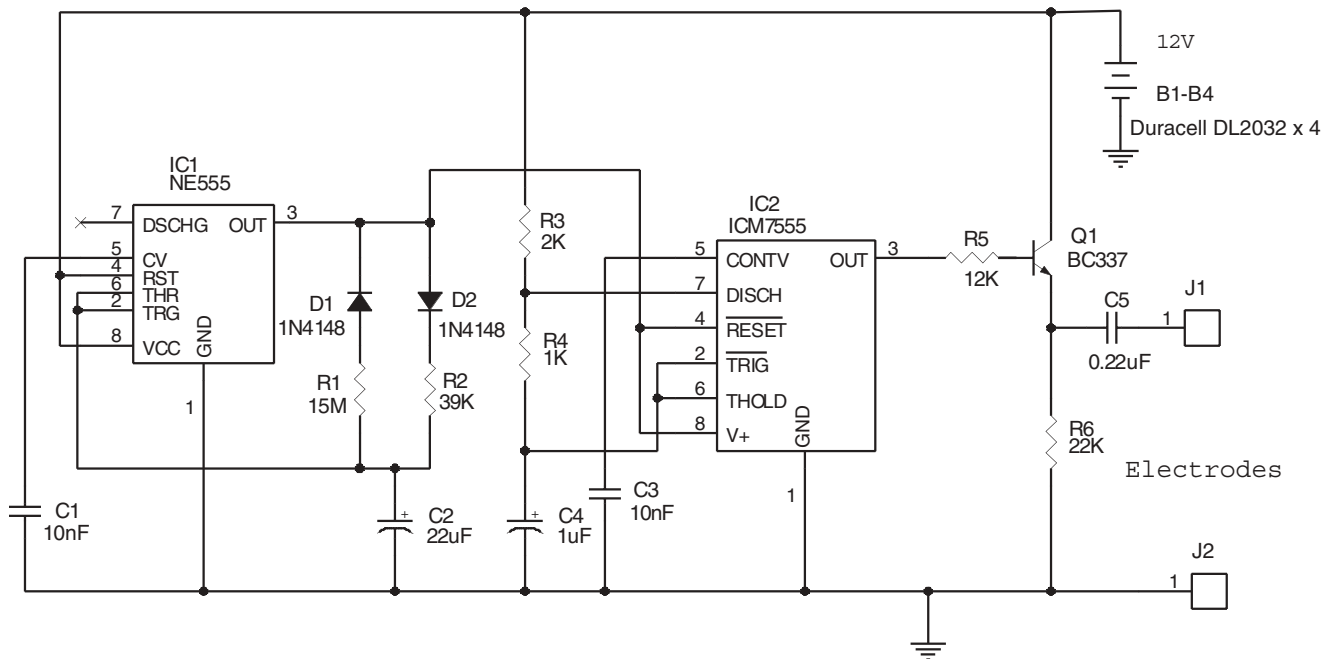 12V
B1-B4
Duracell DL2032 x 4
IC1
NE555
7
DSCHG
OUT
3
5
CV
4
RST
6
THR
2
TRG
8
VCC
GND
1
D1
1N4148
D2
1N4148
R1
15M
R2
39K
R3
2K
R4
1K
IC2
ICM7555
5
CONTV
OUT
3
7
DISCH
4
RESET
2
TRIG
6
THOLD
8
V+
GND
1
R5
12K
Q1
BC337
C5
0.22uF
J1
1
R6
22K
Electrodes
C1
10nF
+
C2
22uF
+
C4
1uF
C3
10nF
J2
1